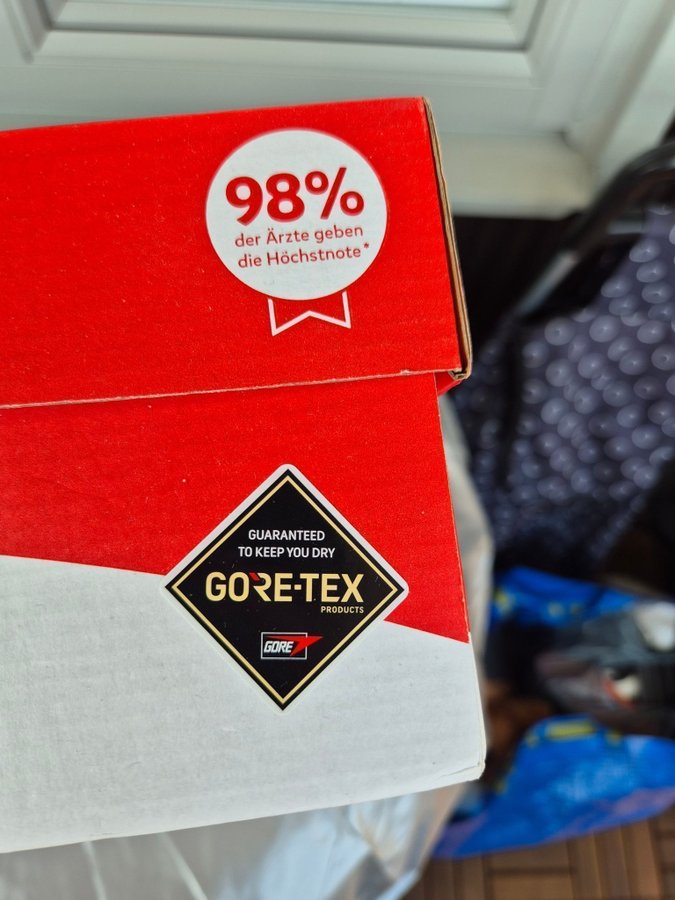 98%
der Ärzte geben
die Höchstnote*
GUARANTEED
TO KEEP YOU DRY
GORE-TEX
PRODUCTS
GORE